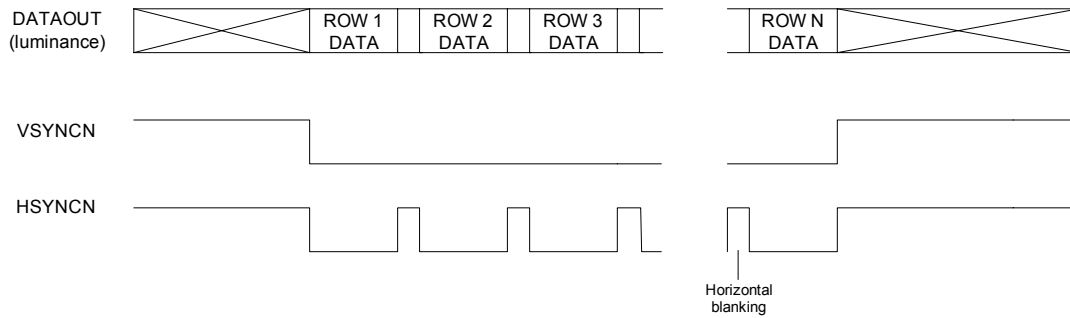 DATAOUT
(luminance)
ROW 1
DATA
ROW 2
DATA
ROW 3
DATA
ROW N
DATA
VSYNCN
HSYNCN
Horizontal
blanking